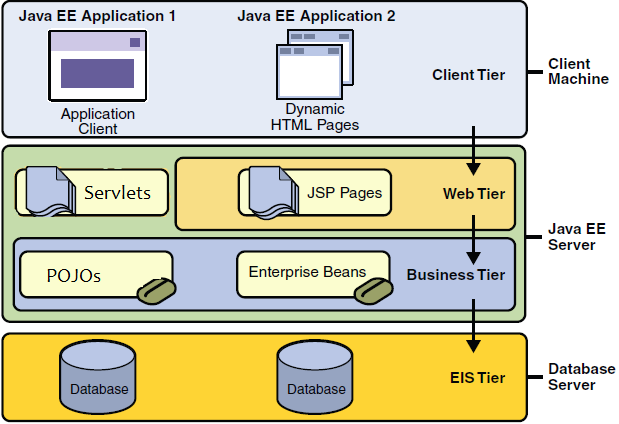 Java EE Application 1
Java EE Application 2
Application
Client
Dynamic
HTML Pages
Client Tier
Client
Machine
Servlets
JSP Pages
Web Tier
Java EE
Server
POJOs
Enterprise Beans
Business Tier
Database
Database
EIS Tier
Database
Server